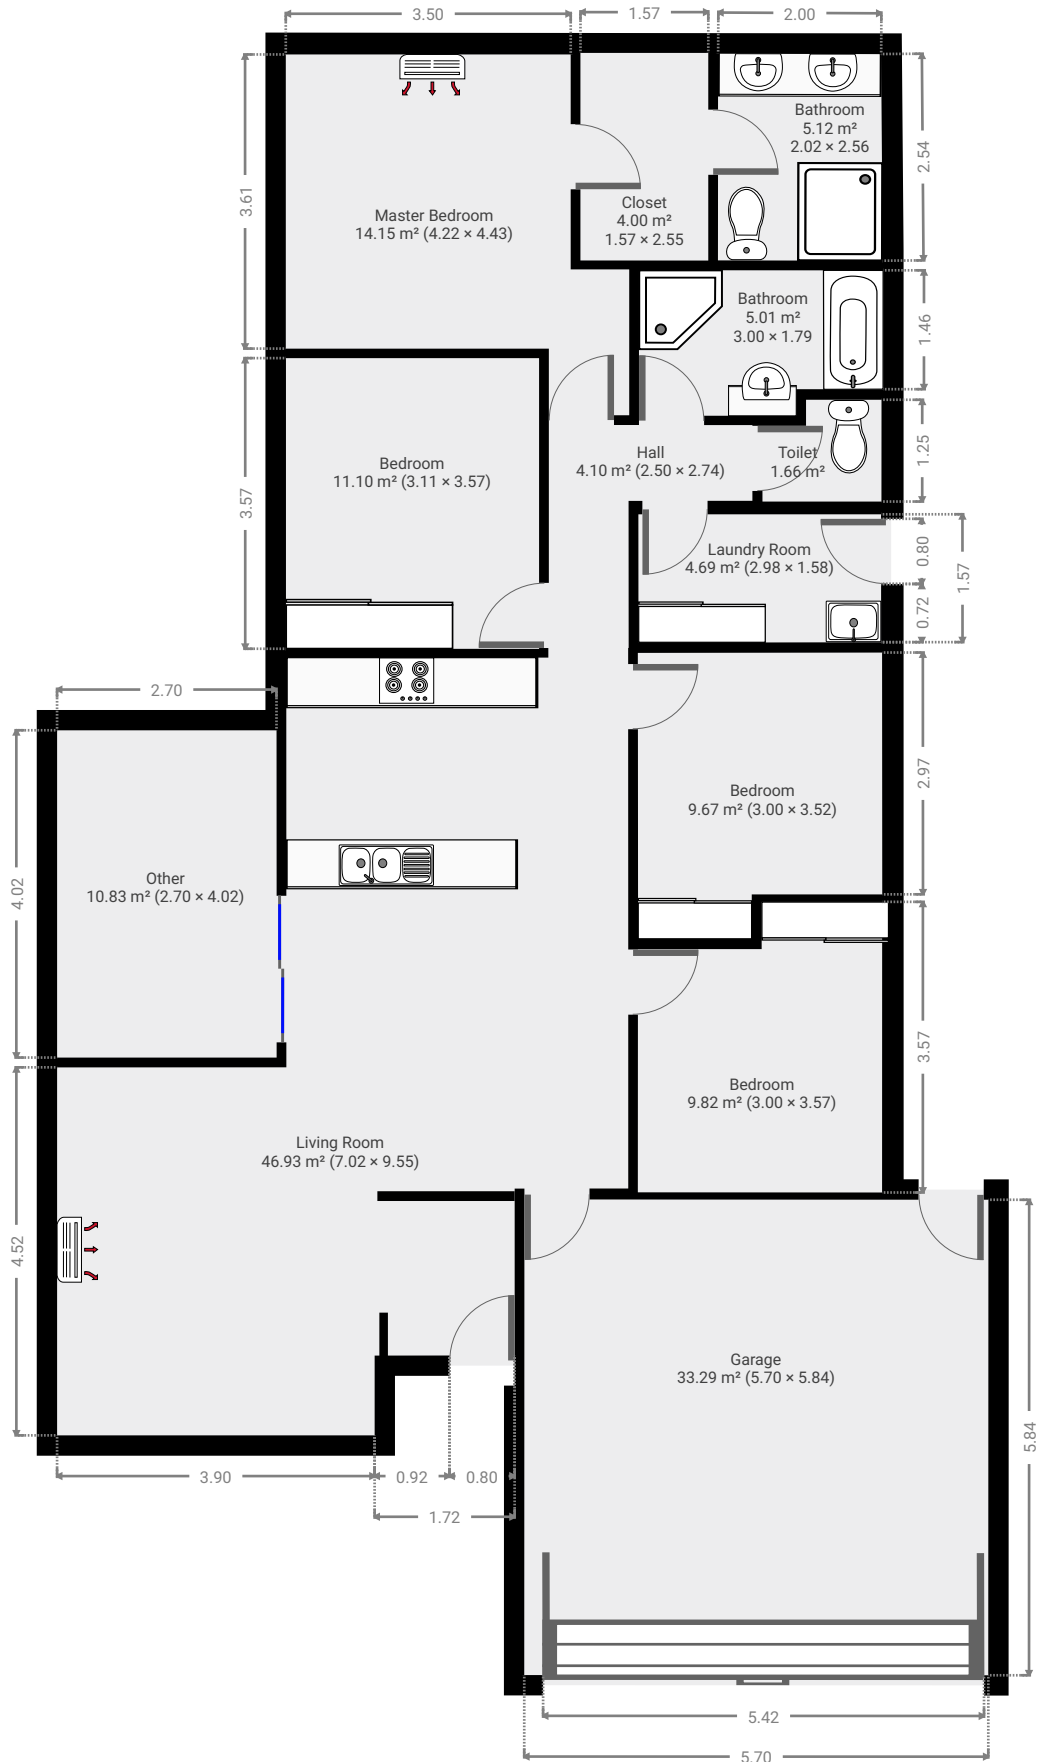 3.50
1.57
2.00
Bathroom
5.12 m²
2.02 × 2.56
2.54
3.61
Master Bedroom
14.15 m² (4.22 × 4.43)
Closet
4.00 m²
1.57 × 2.55
Bathroom
5.01 m²
3.00 × 1.79
1.46
Bedroom
11.10 m² (3.11 × 3.57)
3.57
Hall
4.10 m² (2.50 × 2.74)
Toilet
1.66 m²
1.25
Laundry Room
4.69 m² (2.98 × 1.58)
0.80
1.57
0.72
2.70
Bedroom
9.67 m² (3.00 × 3.52)
2.97
Other
10.83 m² (2.70 × 4.02)
4.02
3.57
Bedroom
9.82 m² (3.00 × 3.57)
Living Room
46.93 m² (7.02 × 9.55)
4.52
Garage
33.29 m² (5.70 × 5.84)
5.84
3.90
0.92
0.80
1.72
5.42
5.70